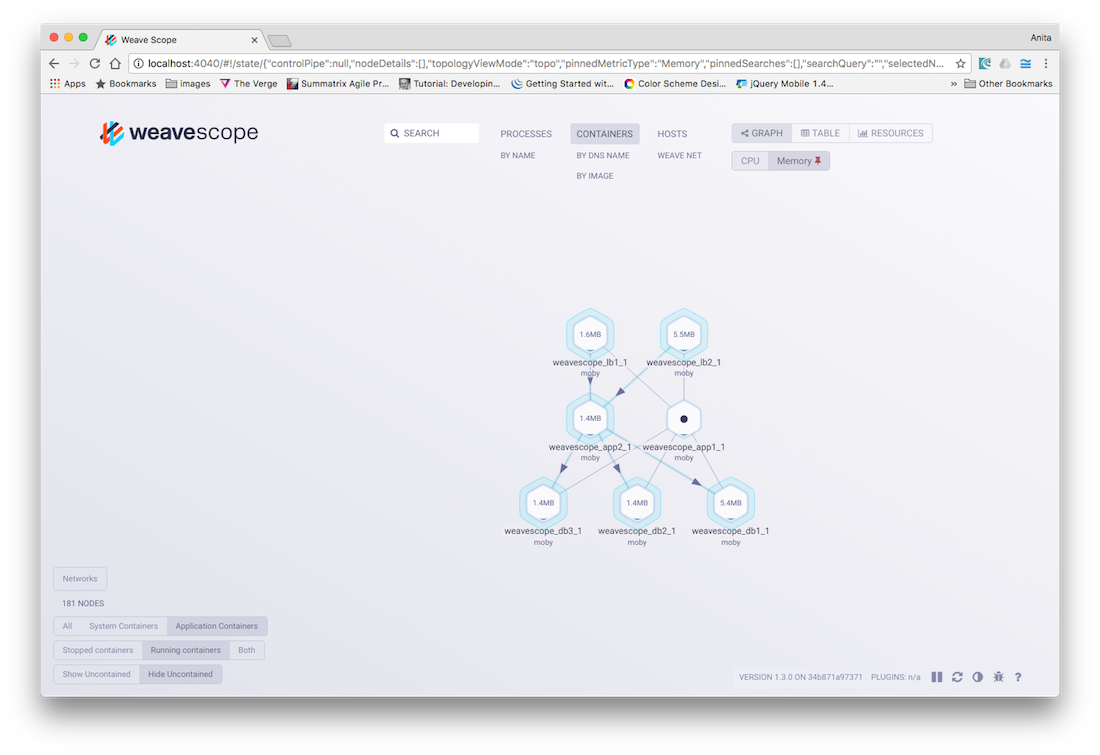 Weave Scope
Anita
localhost:4040/#!/state/{"controlPipe":null,"nodeDetails":[],"topologyViewMode":"topo","pinnedMetricType":"Memory","pinnedSearches":[],"searchQuery":"","selectedN...
Apps Bookmarks Images The Verge Summatrix Agile Pr... Tutorial: Developin... Getting Started wit... Color Scheme Desi... jQuery Mobile 1.4... » Other Bookmarks
weavescope
SEARCH
PROCESSES
BY NAME
CONTAINERS
BY DNS NAME
BY IMAGE
HOSTS
WEAVE NET
GRAPH TABLE RESOURCES
CPU Memory
1.6MB
weavescope_lb1_1
moby
5.5MB
weavescope_lb2_1
moby
1.4MB
weavescope_app2_1
moby
weavescope_app1_1
moby
1.4MB
weavescope_db3_1
moby
1.4MB
weavescope_db2_1
moby
5.4MB
weavescope_db1_1
moby
Networks
181 NODES
All System Containers Application Containers
Stopped containers Running containers Both
Show Uncontained Hide Uncontained
VERSION 1.3.0 ON 34b871a97371 PLUGINS: n/a ?